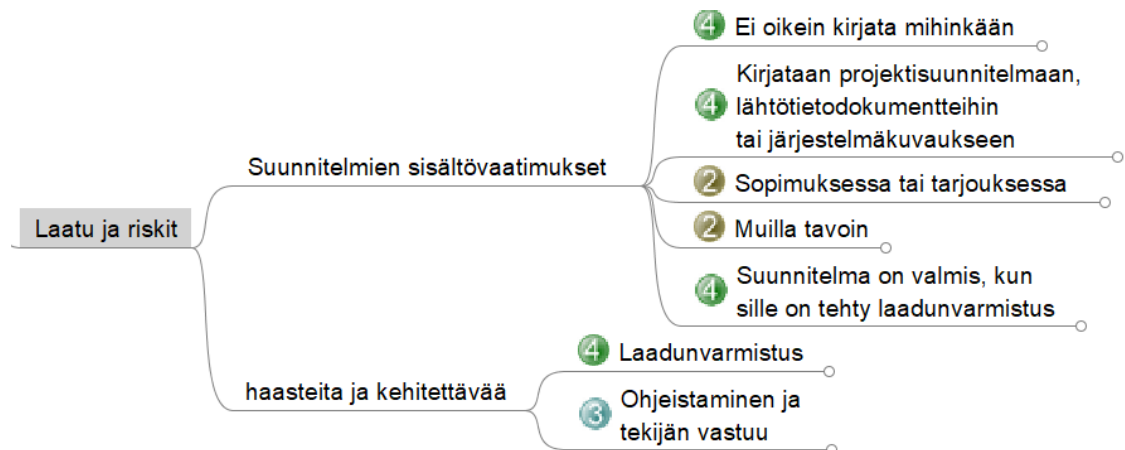 4 Ei oikein kirjata mihinkään
Kirjataan projektisuunnitelmaan,
4 lähtötietodokumentteihin
tai järjestelmäkuvaukseen
Suunnitelmien sisältövaatimukset
2 Sopimuksessa tai tarjouksessa
Laatu ja riskit
2 Muilla tavoin
4 Suunnitelma on valmis, kun
sille on tehty laadunvarmistus
4 Laadunvarmistus
haasteita ja kehitettävää
3 Ohjeistaminen ja
tekijän vastuu